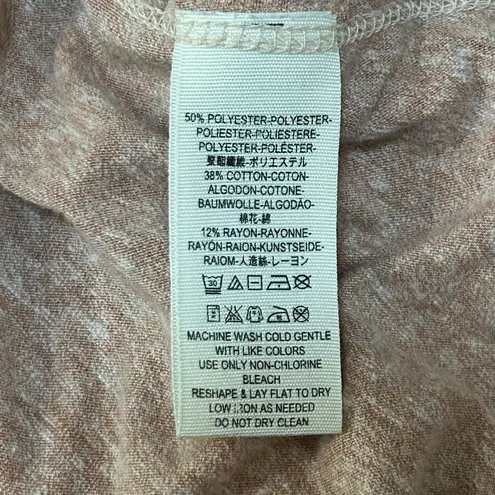 50% POLYESTER-POLYESTER-
POLIESTER-POLIESTERE-
POLYESTER-POLÉSTER-
聚酯纖維-ポリエステル
38% COTTON-COTON-
ALGODON-COTONE-
BAUMWOLLE-ALGODÃO-
棉花-綿
12% RAYON-RAYONNE-
RAYÓN-RAION-KUNSTSEIDE-
RAIOM-人造絲-レーヨン
30
MACHINE WASH COLD GENTLE
WITH LIKE COLORS
USE ONLY NON-CHLORINE
BLEACH
RESHAPE & LAY FLAT TO DRY
LOW IRON AS NEEDED
DO NOT DRY CLEAN